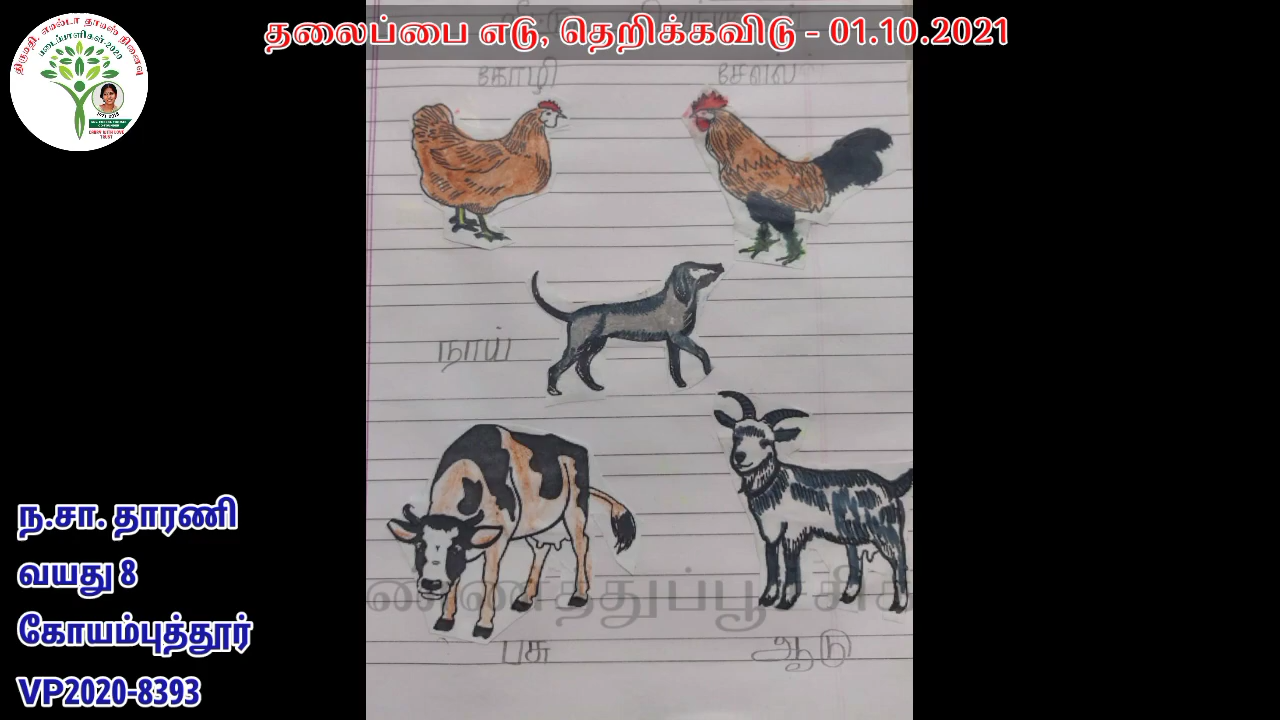 தலைப்பை எடு, தெறிக்கவிடு - 01.10.2021
கோழி
சேவல்
நாய்
பசு
ஆடு
ந.சா. தாரணி
வயது 8
கோயம்புத்தூர்
VP2020-8393